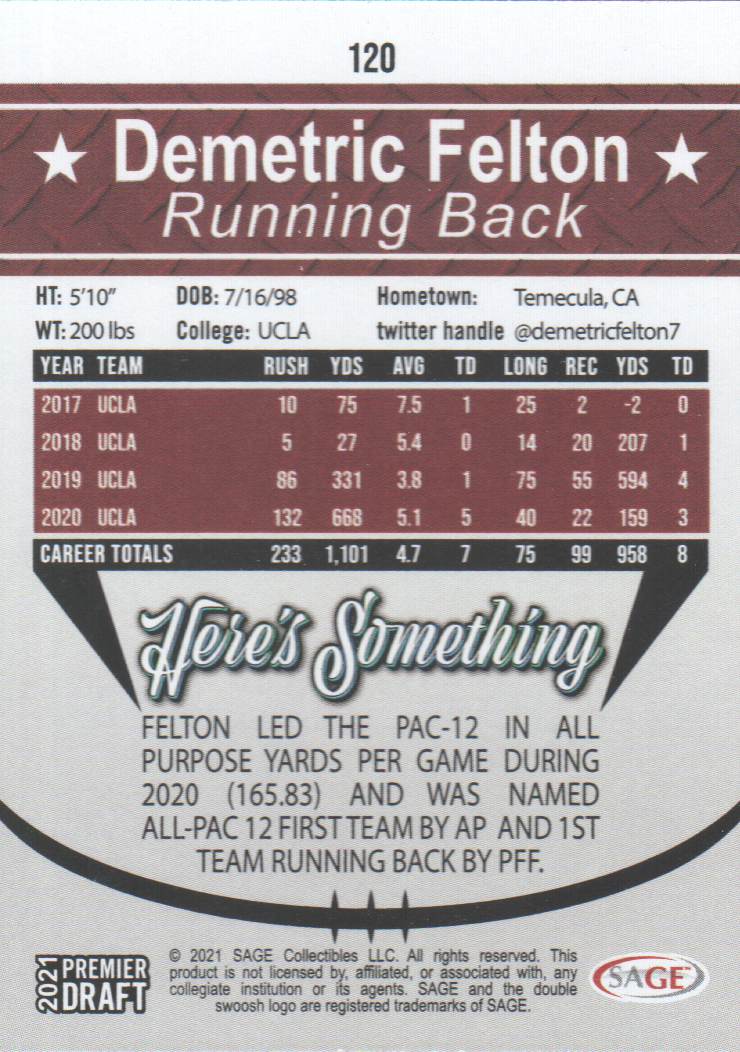 120
Demetric Felton
Running Back
HT: 5'10" DOB: 7/16/98 Hometown: Temecula, CA
WT: 200 lbs College: UCLA twitter handle @demetricfelton7
YEAR TEAM RUSH YDS AVG TD LONG REC YDS TD
2017 UCLA 10 75 7.5 1 25 2 -2 0
2018 UCLA 5 27 5.4 0 14 20 207 1
2019 UCLA 86 331 3.8 1 75 55 594 4
2020 UCLA 132 668 5.1 5 40 22 159 3
CAREER TOTALS 233 1,101 4.7 7 75 99 958 8
Here's Something
FELTON LED THE PAC-12 IN ALL
PURPOSE YARDS PER GAME DURING
2020 (165.83) AND WAS NAMED
ALL-PAC 12 FIRST TEAM BY AP AND 1ST
TEAM RUNNING BACK BY PFF.
2021 PREMIER
DRAFT
© 2021 SAGE Collectibles LLC. All rights reserved. This
product is not licensed by, affiliated, or associated with, any
collegiate institution or its agents. SAGE and the double
swoosh logo are registered trademarks of SAGE.
SAGE™